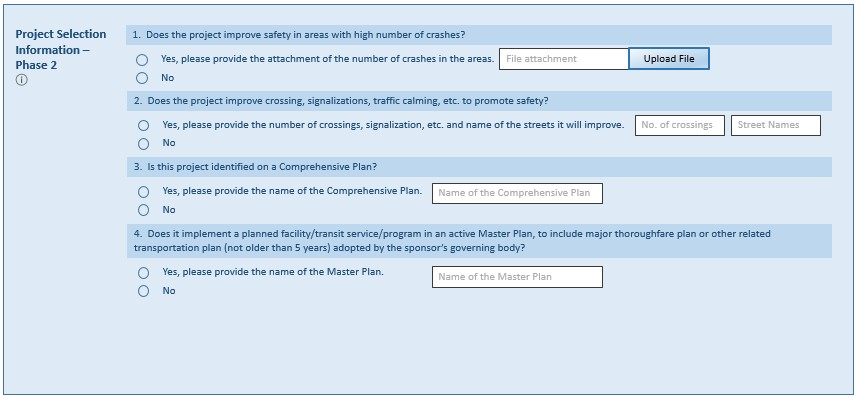 Project Selection
Information –
Phase 2
1. Does the project improve safety in areas with high number of crashes?
Yes, please provide the attachment of the number of crashes in the areas. File attachment Upload File
No
2. Does the project improve crossing, signalizations, traffic calming, etc. to promote safety?
Yes, please provide the number of crossings, signalization, etc. and name of the streets it will improve. No. of crossings Street Names
No
3. Is this project identified on a Comprehensive Plan?
Yes, please provide the name of the Comprehensive Plan. Name of the Comprehensive Plan
No
4. Does it implement a planned facility/transit service/program in an active Master Plan, to include major thoroughfare plan or other related
transportation plan (not older than 5 years) adopted by the sponsor's governing body?
Yes, please provide the name of the Master Plan. Name of the Master Plan
No